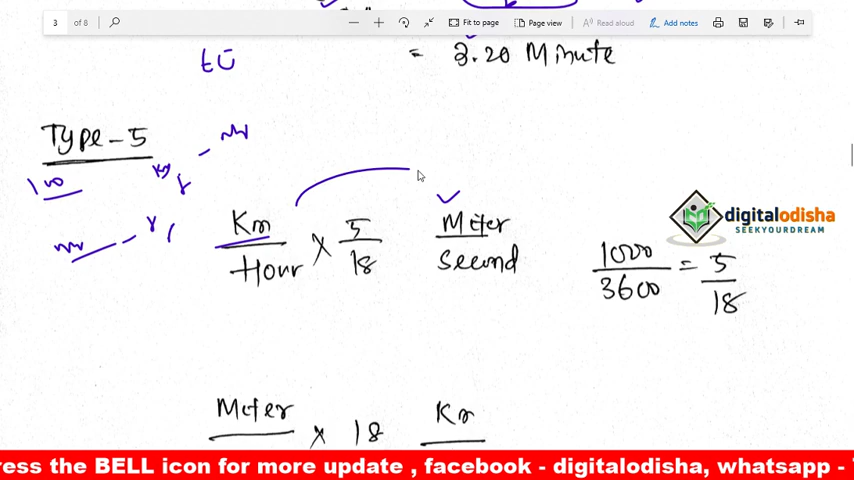 3 of 8 Fit to page Page view Read aloud Add notes
= 3.20 Minute
Type - 5
100
Km / Hour × 5/18 Meter / Second
1000/3600 = 5/18
digitalodisha
SEEKYOURDREAM
Meter × 18 Km
ress the BELL icon for more update , facebook - digitalodisha, whatsapp -